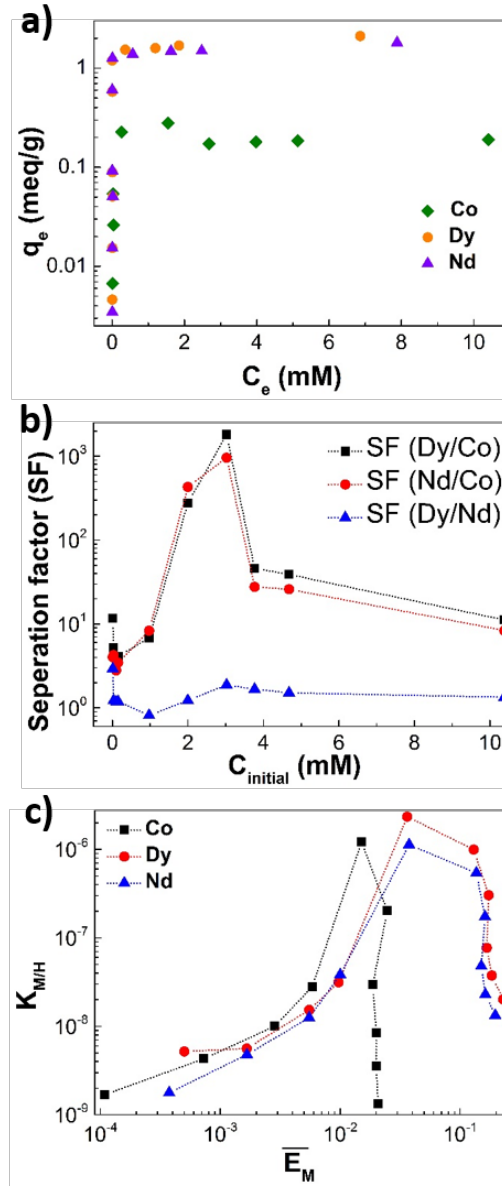 a)
q_e (meq/g)
1
0.1
0.01
Co
Dy
Nd
0 2 4 6 8 10
C_e (mM)
b)
Seperation factor (SF)
10^3
10^2
10^1
10^0
SF (Dy/Co)
SF (Nd/Co)
SF (Dy/Nd)
0 2 4 6 8 10
C_initial (mM)
c)
K_M/H
10^-6
10^-7
10^-8
10^-9
Co
Dy
Nd
10^-4 10^-3 10^-2 10^-1
E̅_M